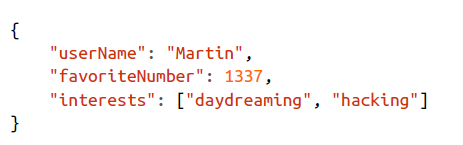 {
    "userName": "Martin",
    "favoriteNumber": 1337,
    "interests": ["daydreaming", "hacking"]
}